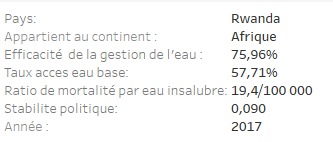 Pays: Rwanda
Appartient au continent : Afrique
Efficacité de la gestion de l'eau : 75,96%
Taux acces eau base: 57,71%
Ratio de mortalité par eau insalubre: 19,4/100 000
Stabilite politique: 0,090
Année : 2017